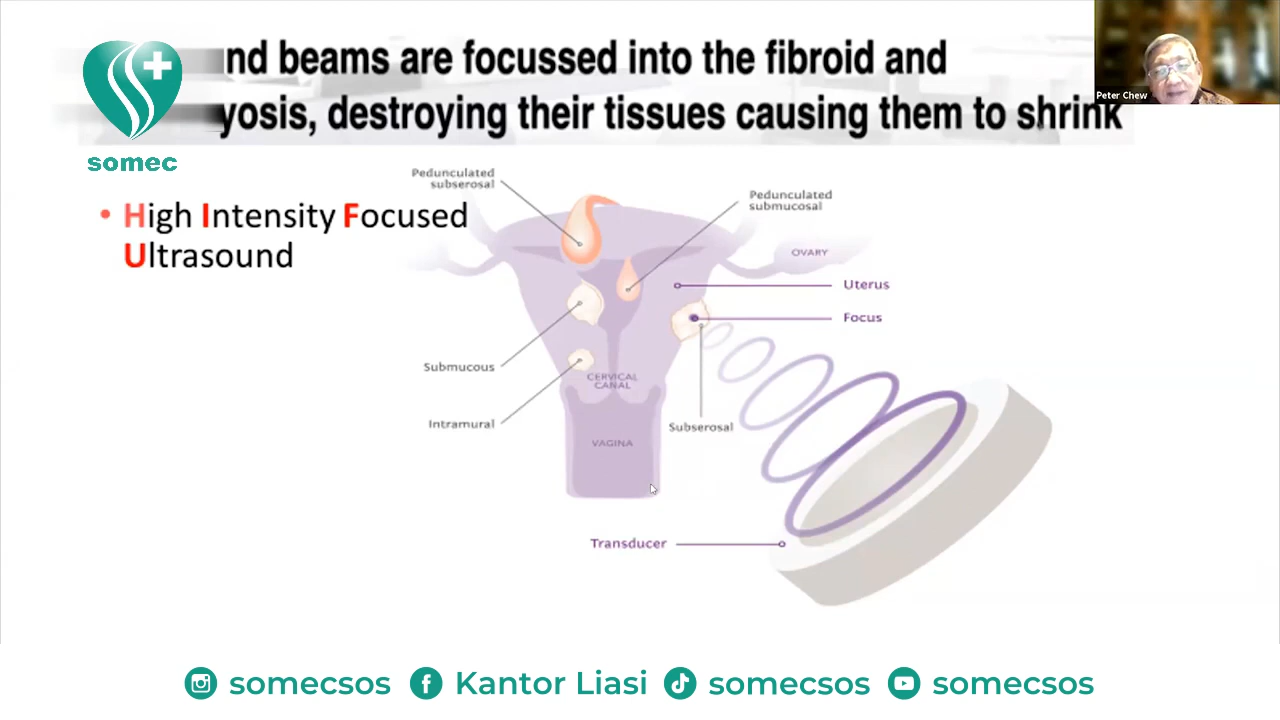 nd beams are focussed into the fibroid and
yosis, destroying their tissues causing them to shrink
somec
Peter Chew
• High Intensity Focused
Ultrasound
Pedunculated
subserosal
Pedunculated
submucosal
OVARY
Uterus
Focus
Submucous
CERVICAL
CANAL
Intramural
Subserosal
VAGINA
Transducer
somecsos
Kantor Liasi
somecsos
somecsos